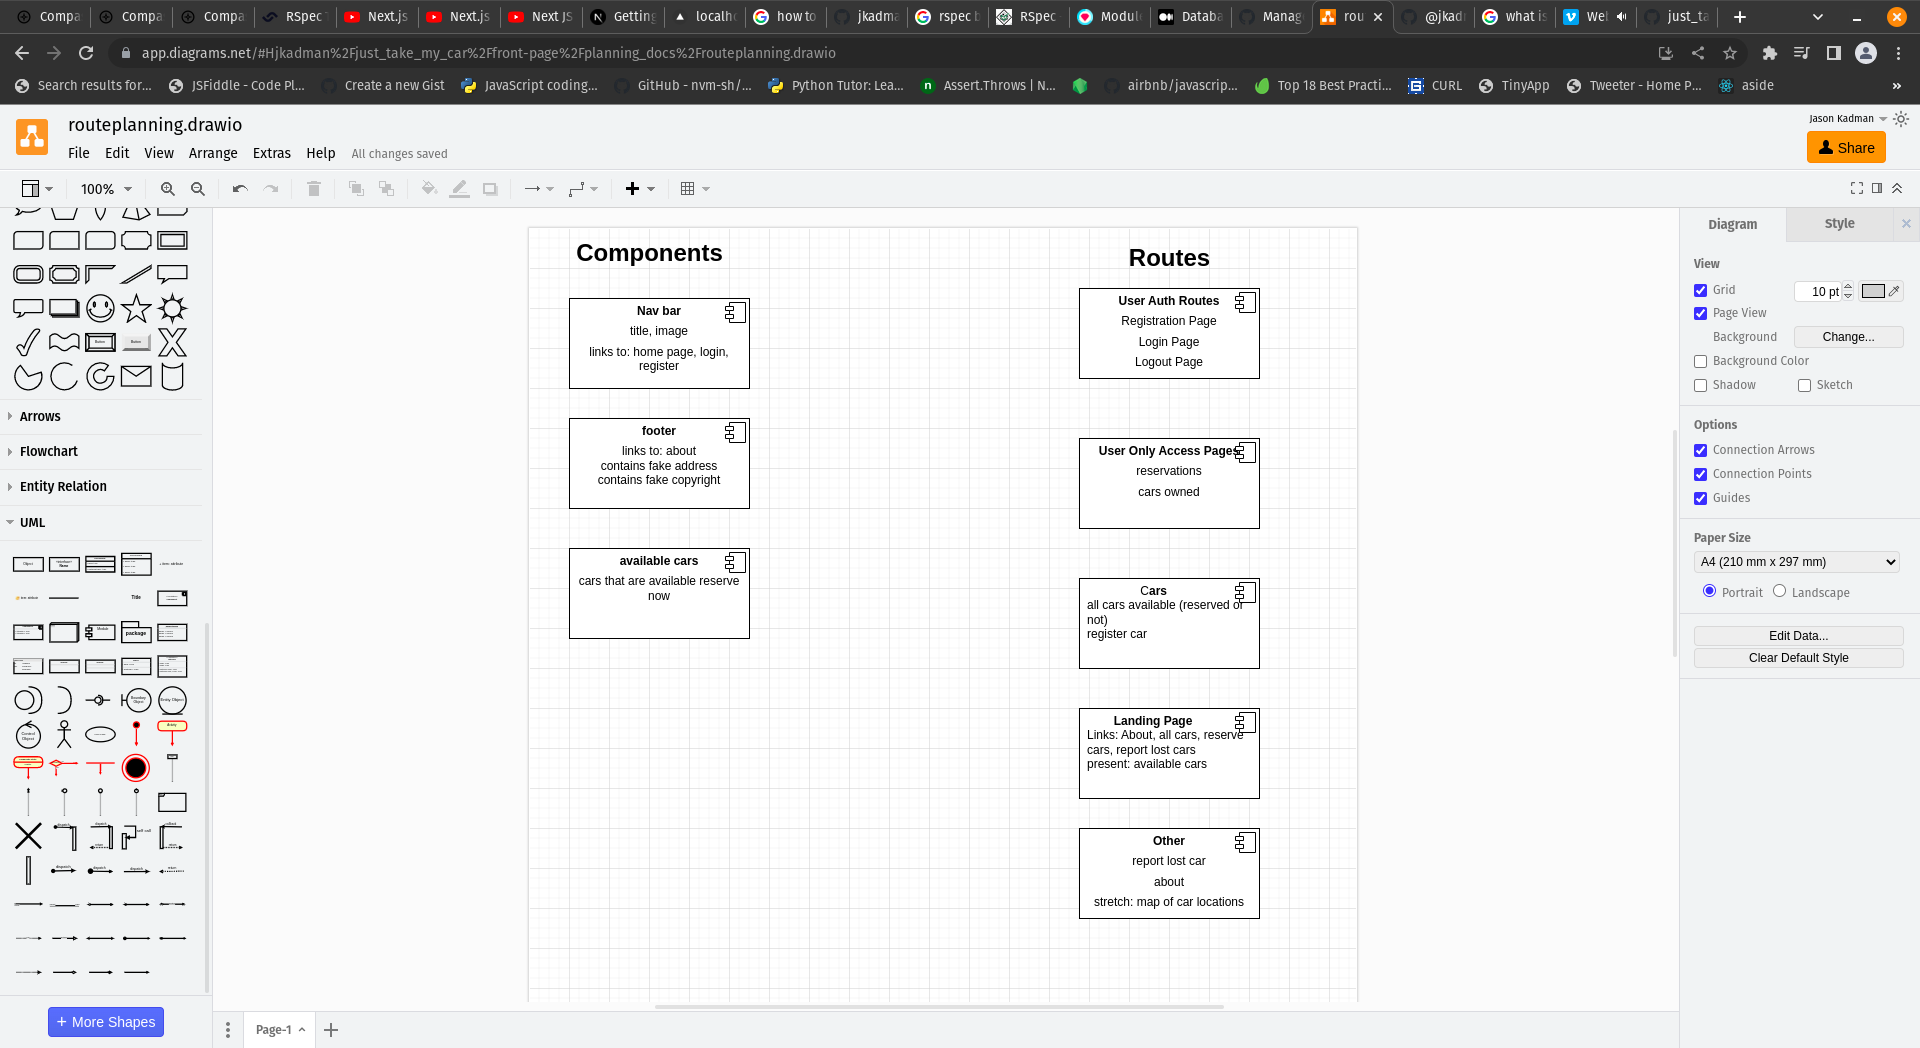 Compa
Compa
Compa
RSpec
Next.js
Next.js
Next JS
Getting
localho
how to
jkadma
rspec b
RSpec
Module
Databa
Manag
rou
@jkadr
what is
Wel
just_ta
app.diagrams.net/#Hjkadman%2Fjust_take_my_car%2Ffront-page%2Fplanning_docs%2Frouteplanning.drawio
Search results for...
JSFiddle - Code Pl...
Create a new Gist
JavaScript coding...
GitHub - nvm-sh/...
Python Tutor: Lea...
Assert.Throws | N...
airbnb/javascrip...
Top 18 Best Practi...
CURL
TinyApp
Tweeter - Home P...
aside
routeplanning.drawio
File Edit View Arrange Extras Help All changes saved
Jason Kadman
Share
100%
Arrows
Flowchart
Entity Relation
UML
Object
Title
package
+ More Shapes
Components
Nav bar
title, image
links to: home page, login,
register
footer
links to: about
contains fake address
contains fake copyright
available cars
cars that are available reserve
now
Routes
User Auth Routes
Registration Page
Login Page
Logout Page
User Only Access Pages
reservations
cars owned
Cars
all cars available (reserved or
not)
register car
Landing Page
Links: About, all cars, reserve
cars, report lost cars
present: available cars
Other
report lost car
about
stretch: map of car locations
Page-1
Diagram
Style
View
Grid
10 pt
Page View
Background
Change...
Background Color
Shadow
Sketch
Options
Connection Arrows
Connection Points
Guides
Paper Size
A4 (210 mm x 297 mm)
Portrait
Landscape
Edit Data...
Clear Default Style